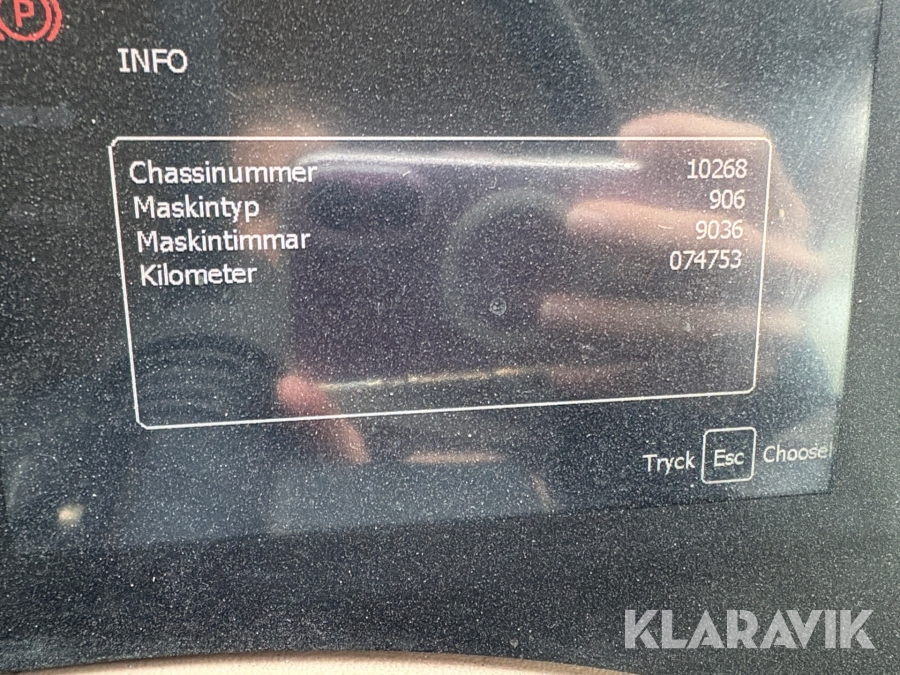 P
INFO
Chassinummer 10268
Maskintyp 906
Maskintimmar 9036
Kilometer 074753
Tryck Esc Choose
KLARAVIK